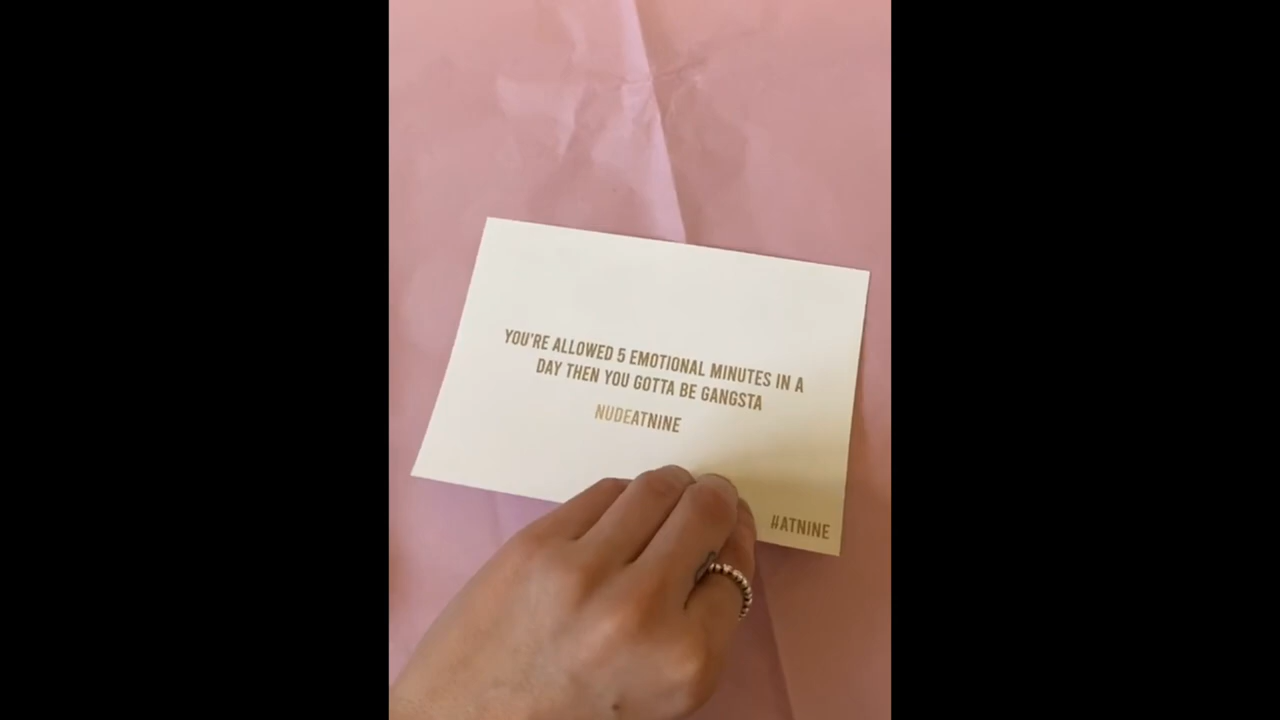 YOU'RE ALLOWED 5 EMOTIONAL MINUTES IN A
DAY THEN YOU GOTTA BE GANGSTA
NUDEATNINE
#ATNINE